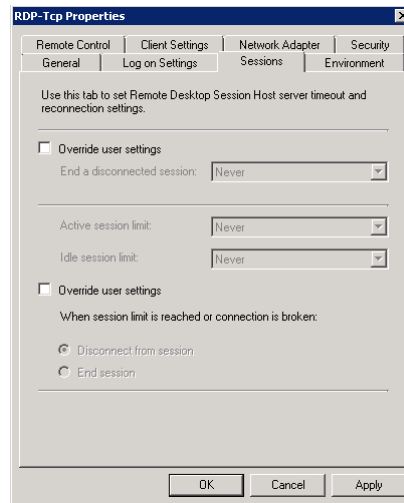 RDP-Tcp Properties
Remote Control
Client Settings
Network Adapter
Security
General
Log on Settings
Sessions
Environment
Use this tab to set Remote Desktop Session Host server timeout and
reconnection settings.
Override user settings
End a disconnected session:
Never
Active session limit:
Never
Idle session limit:
Never
Override user settings
When session limit is reached or connection is broken:
Disconnect from session
End session
OK
Cancel
Apply